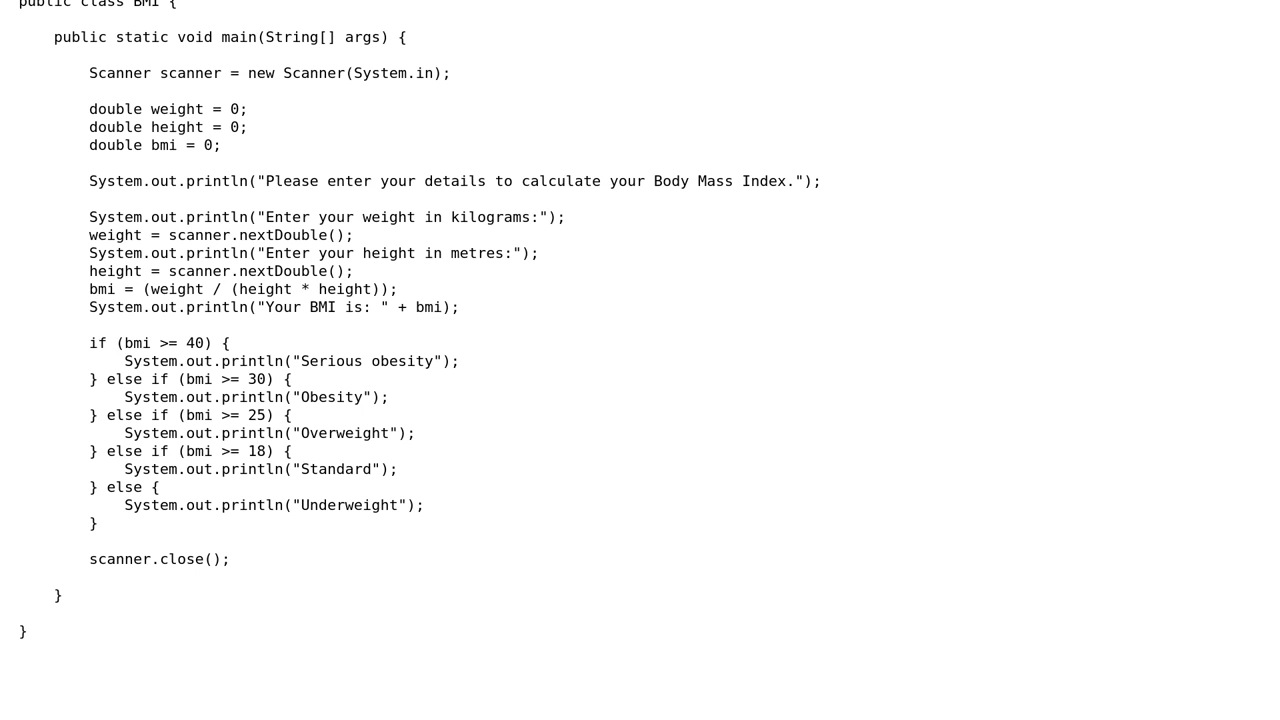 public class BMI {
    public static void main(String[] args) {
        Scanner scanner = new Scanner(System.in);
        double weight = 0;
        double height = 0;
        double bmi = 0;
        System.out.println("Please enter your details to calculate your Body Mass Index.");
        System.out.println("Enter your weight in kilograms:");
        weight = scanner.nextDouble();
        System.out.println("Enter your height in metres:");
        height = scanner.nextDouble();
        bmi = (weight / (height * height));
        System.out.println("Your BMI is: " + bmi);
        if (bmi >= 40) {
            System.out.println("Serious obesity");
        } else if (bmi >= 30) {
            System.out.println("Obesity");
        } else if (bmi >= 25) {
            System.out.println("Overweight");
        } else if (bmi >= 18) {
            System.out.println("Standard");
        } else {
            System.out.println("Underweight");
        }
        scanner.close();
    }
}